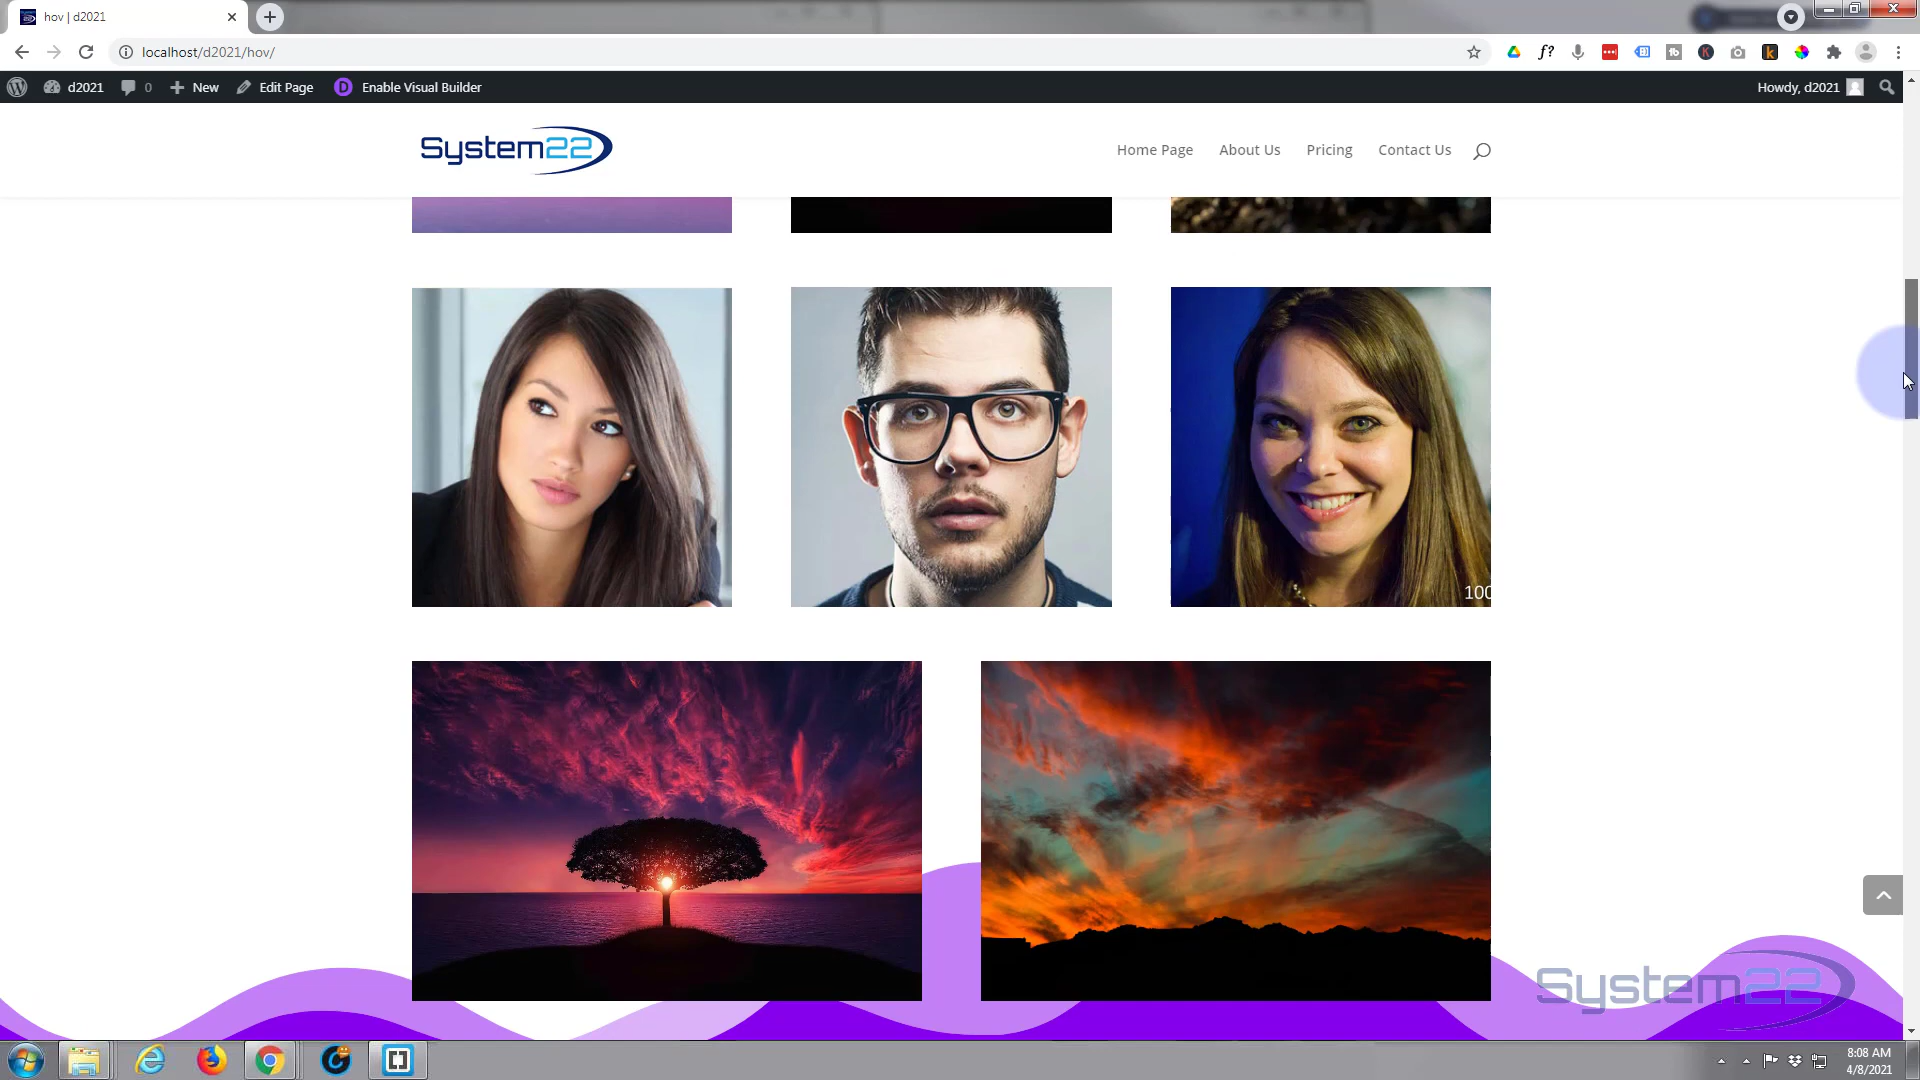 hov | d2021
localhost/d2021/hov/
f?
d2021
0
New
Edit Page
D
Enable Visual Builder
Howdy, d2021
System22
Home Page
About Us
Pricing
Contact Us
100
System22
8:08 AM
4/8/2021